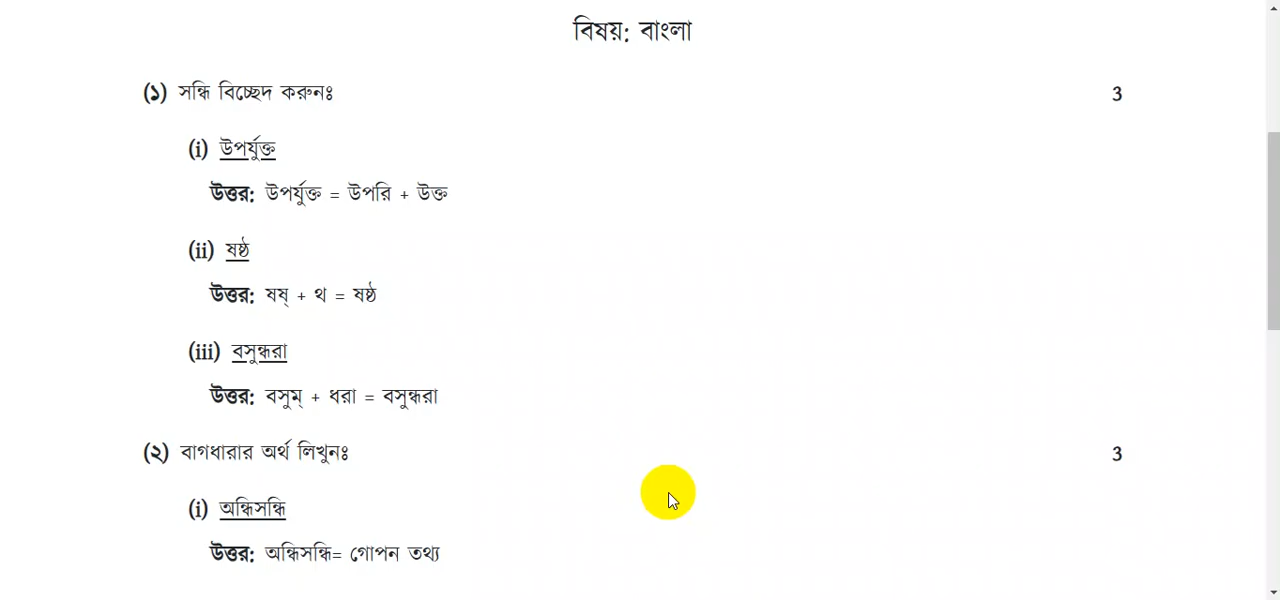 বিষয়: বাংলা
(১) সন্ধি বিচ্ছেদ করুনঃ 3
(i) উপর্যুক্ত
উত্তর: উপর্যুক্ত = উপরি + উক্ত
(ii) ষষ্ঠ
উত্তর: ষষ্ + থ = ষষ্ঠ
(iii) বসুন্ধরা
উত্তর: বসুম্ + ধরা = বসুন্ধরা
(২) বাগধারার অর্থ লিখুনঃ 3
(i) অন্ধিসন্ধি
উত্তর: অন্ধিসন্ধি= গোপন তথ্য